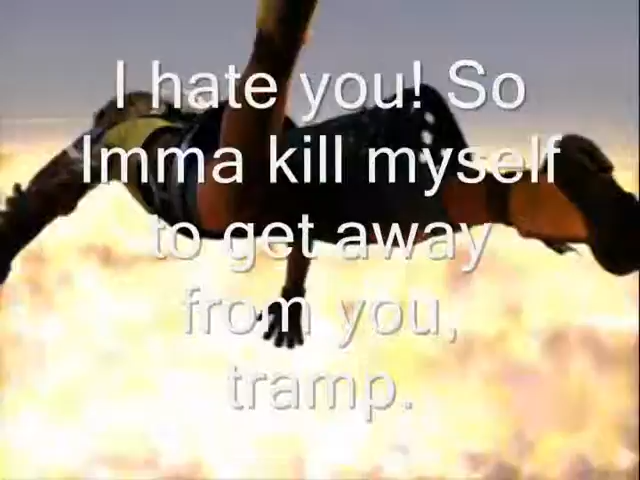 I hate you! So
Imma kill myself
to get away
from you,
tramp.